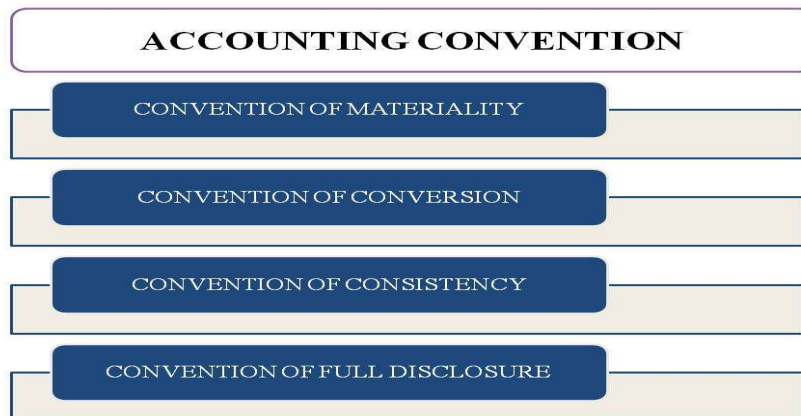 ACCOUNTING CONVENTION
CONVENTION OF MATERIALITY
CONVENTION OF CONVERSION
CONVENTION OF CONSISTENCY
CONVENTION OF FULL DISCLOSURE